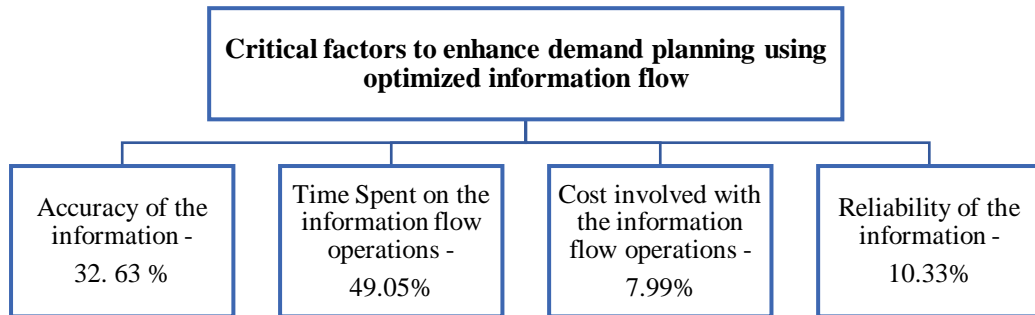 Critical factors to enhance demand planning using
optimized information flow
Accuracy of the
information -
32. 63 %
Time Spent on the
information flow
operations -
49.05%
Cost involved with
the information
flow operations -
7.99%
Reliability of the
information -
10.33%